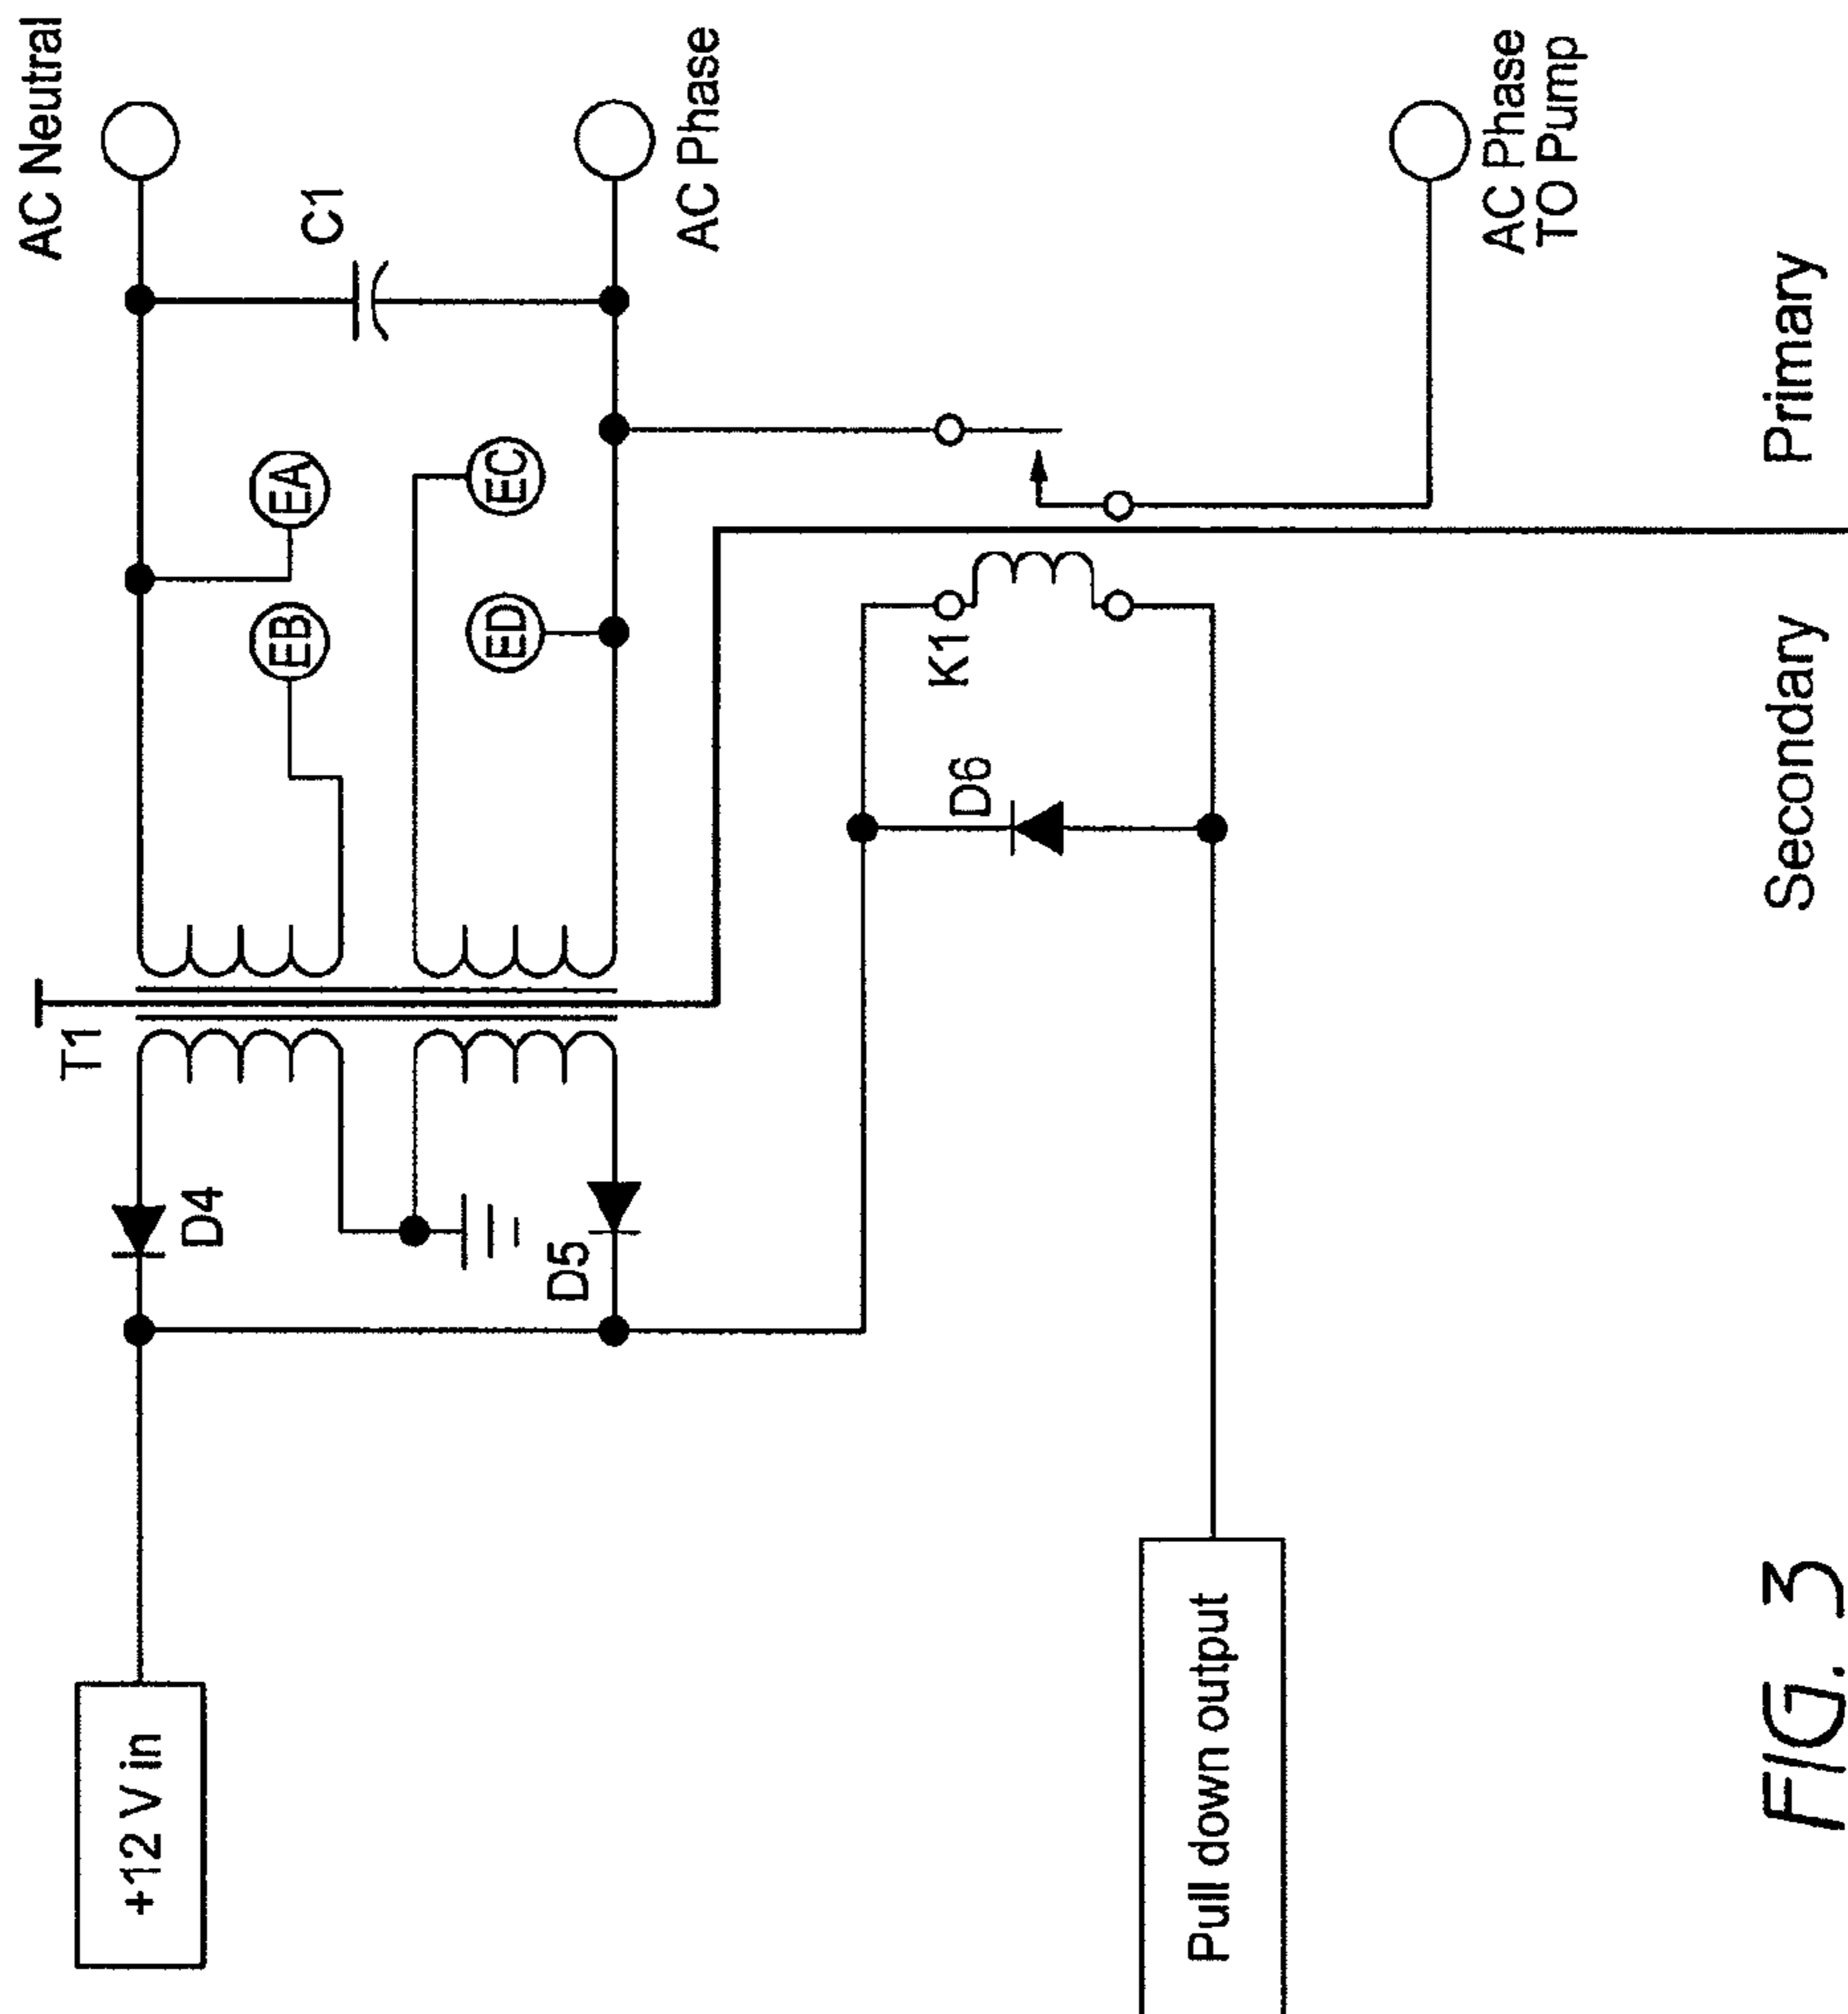 AC Neutral
C1
AC Phase
AC Phase
TO Pump
EA
EB
EC
ED
T1
D4
D5
K1
D6
+12 V in
Pull down output
Primary
Secondary
FIG. 3